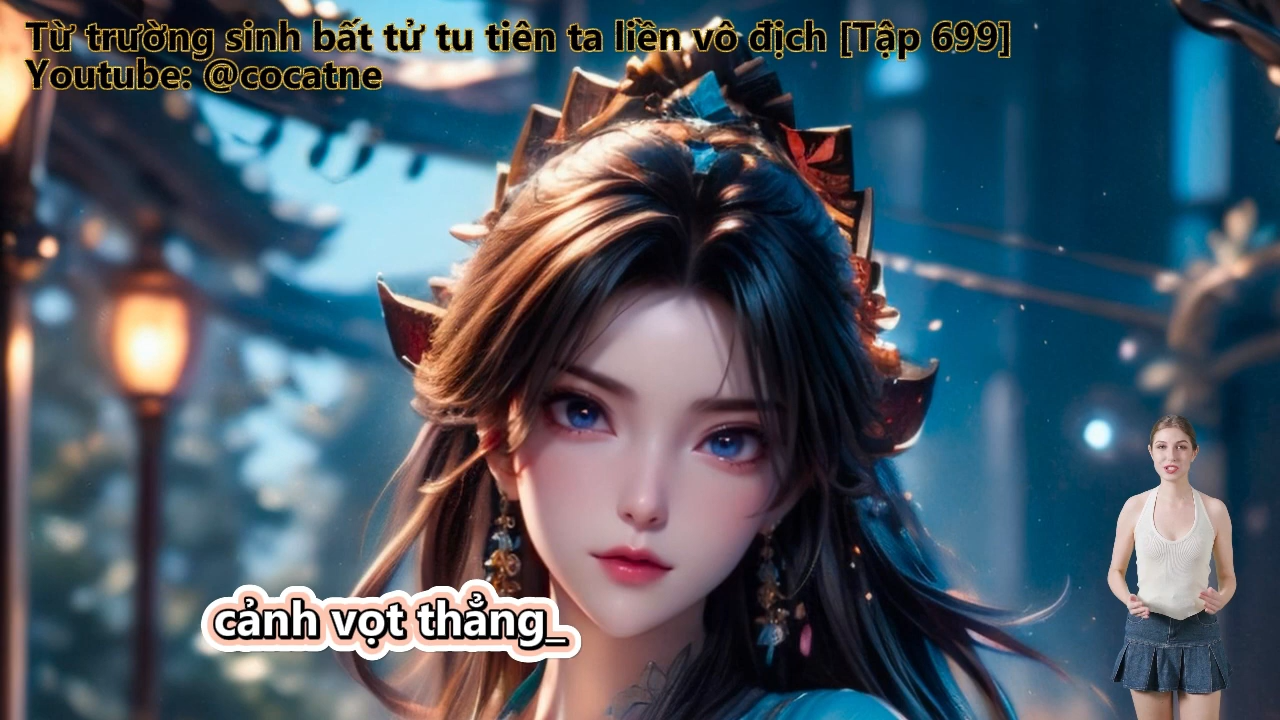 Từ trường sinh bất tử tu tiên ta liền vô địch [Tập 699]
Youtube: @cocatne
cảnh vọt thẳng_